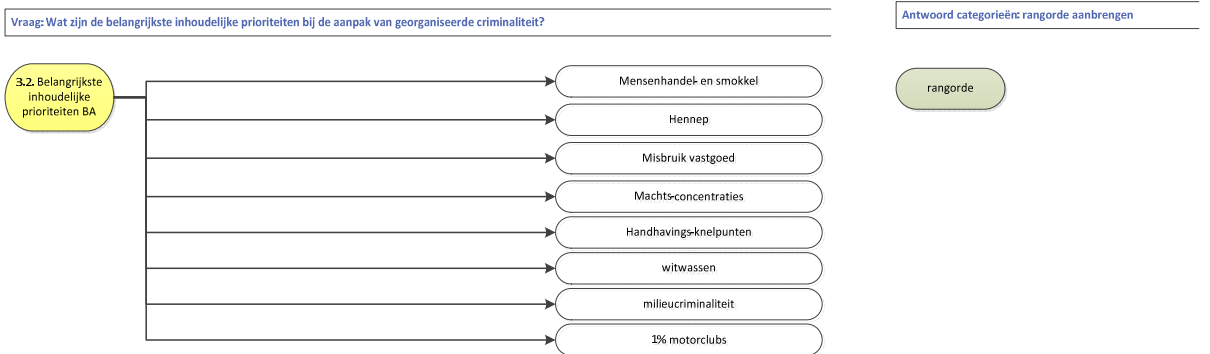 Vraag: Wat zijn de belangrijkste inhoudelijke prioriteiten bij de aanpak van georganiseerde criminaliteit?
Antwoord categorieën: rangorde aanbrengen
3.2. Belangrijkste
inhoudelijke
prioriteiten BA
Mensenhandel- en smokkel
Hennep
Misbruik vastgoed
Machts-concentraties
Handhavings-knelpunten
witwassen
milieucriminaliteit
1% motorclubs
rangorde